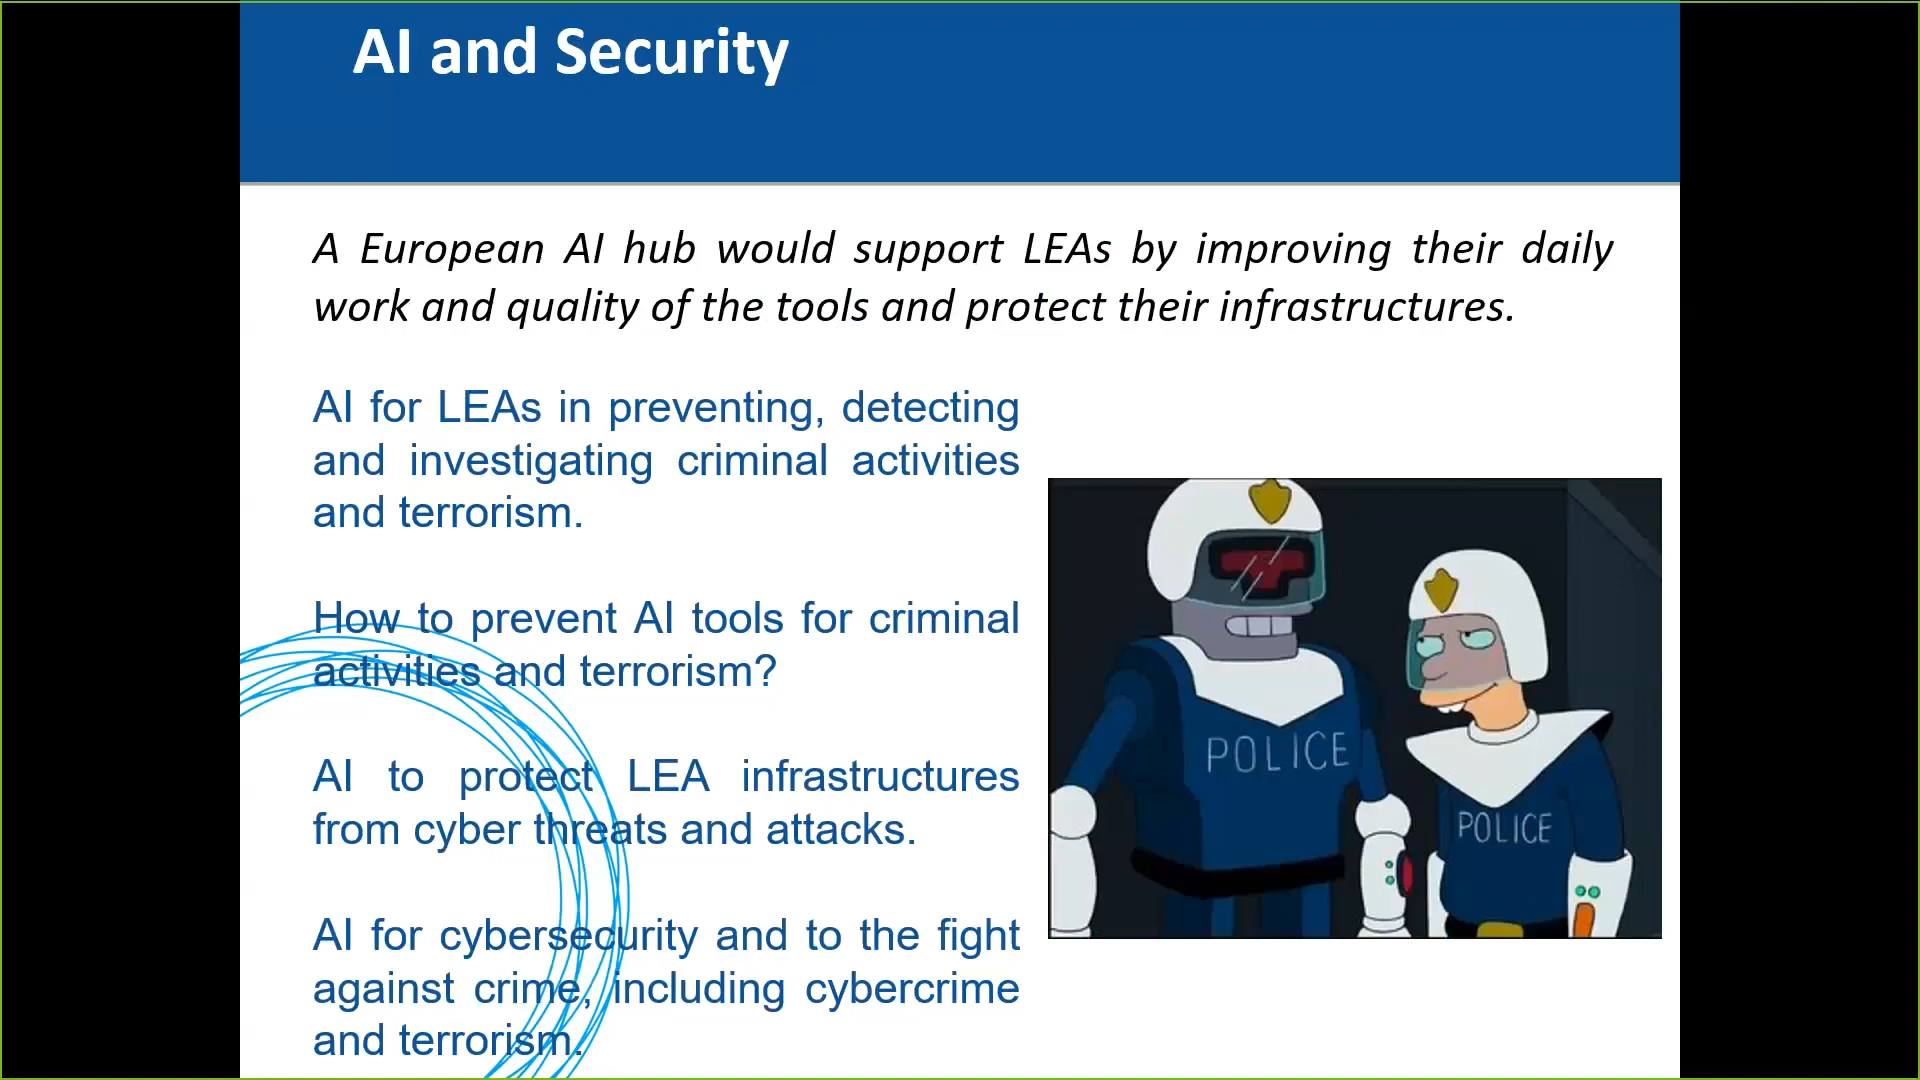 AI and Security
A European AI hub would support LEAs by improving their daily
work and quality of the tools and protect their infrastructures.
AI for LEAs in preventing, detecting
and investigating criminal activities
and terrorism.
How to prevent AI tools for criminal
activities and terrorism?
AI to protect LEA infrastructures
from cyber threats and attacks.
AI for cybersecurity and to the fight
against crime, including cybercrime
and terrorism.
POLICE
POLICE